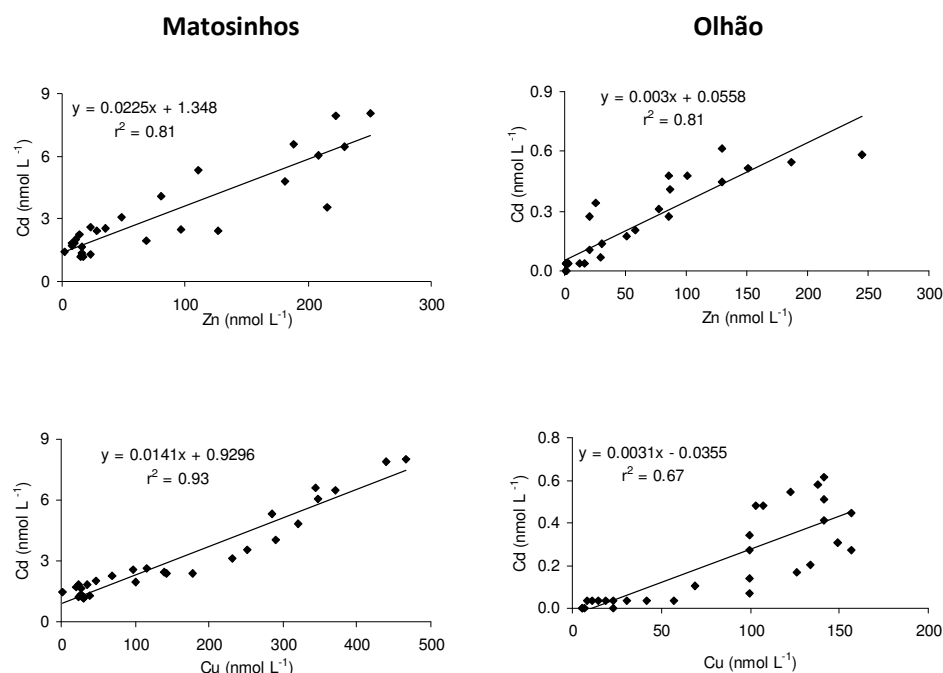 Matosinhos
Olhão
y = 0.0225x + 1.348
r² = 0.81
Cd (nmol L⁻¹)
9
6
3
0
0 100 200 300
Zn (nmol L⁻¹)
y = 0.003x + 0.0558
r² = 0.81
Cd (nmol L⁻¹)
0.9
0.6
0.3
0.0
0 50 100 150 200 250 300
Zn (nmol L⁻¹)
y = 0.0141x + 0.9296
r² = 0.93
Cd (nmol L⁻¹)
9
6
3
0
0 100 200 300 400 500
Cu (nmol L⁻¹)
y = 0.0031x - 0.0355
r² = 0.67
Cd (nmol L⁻¹)
0.8
0.6
0.4
0.2
0.0
0 50 100 150 200
Cu (nmol L⁻¹)